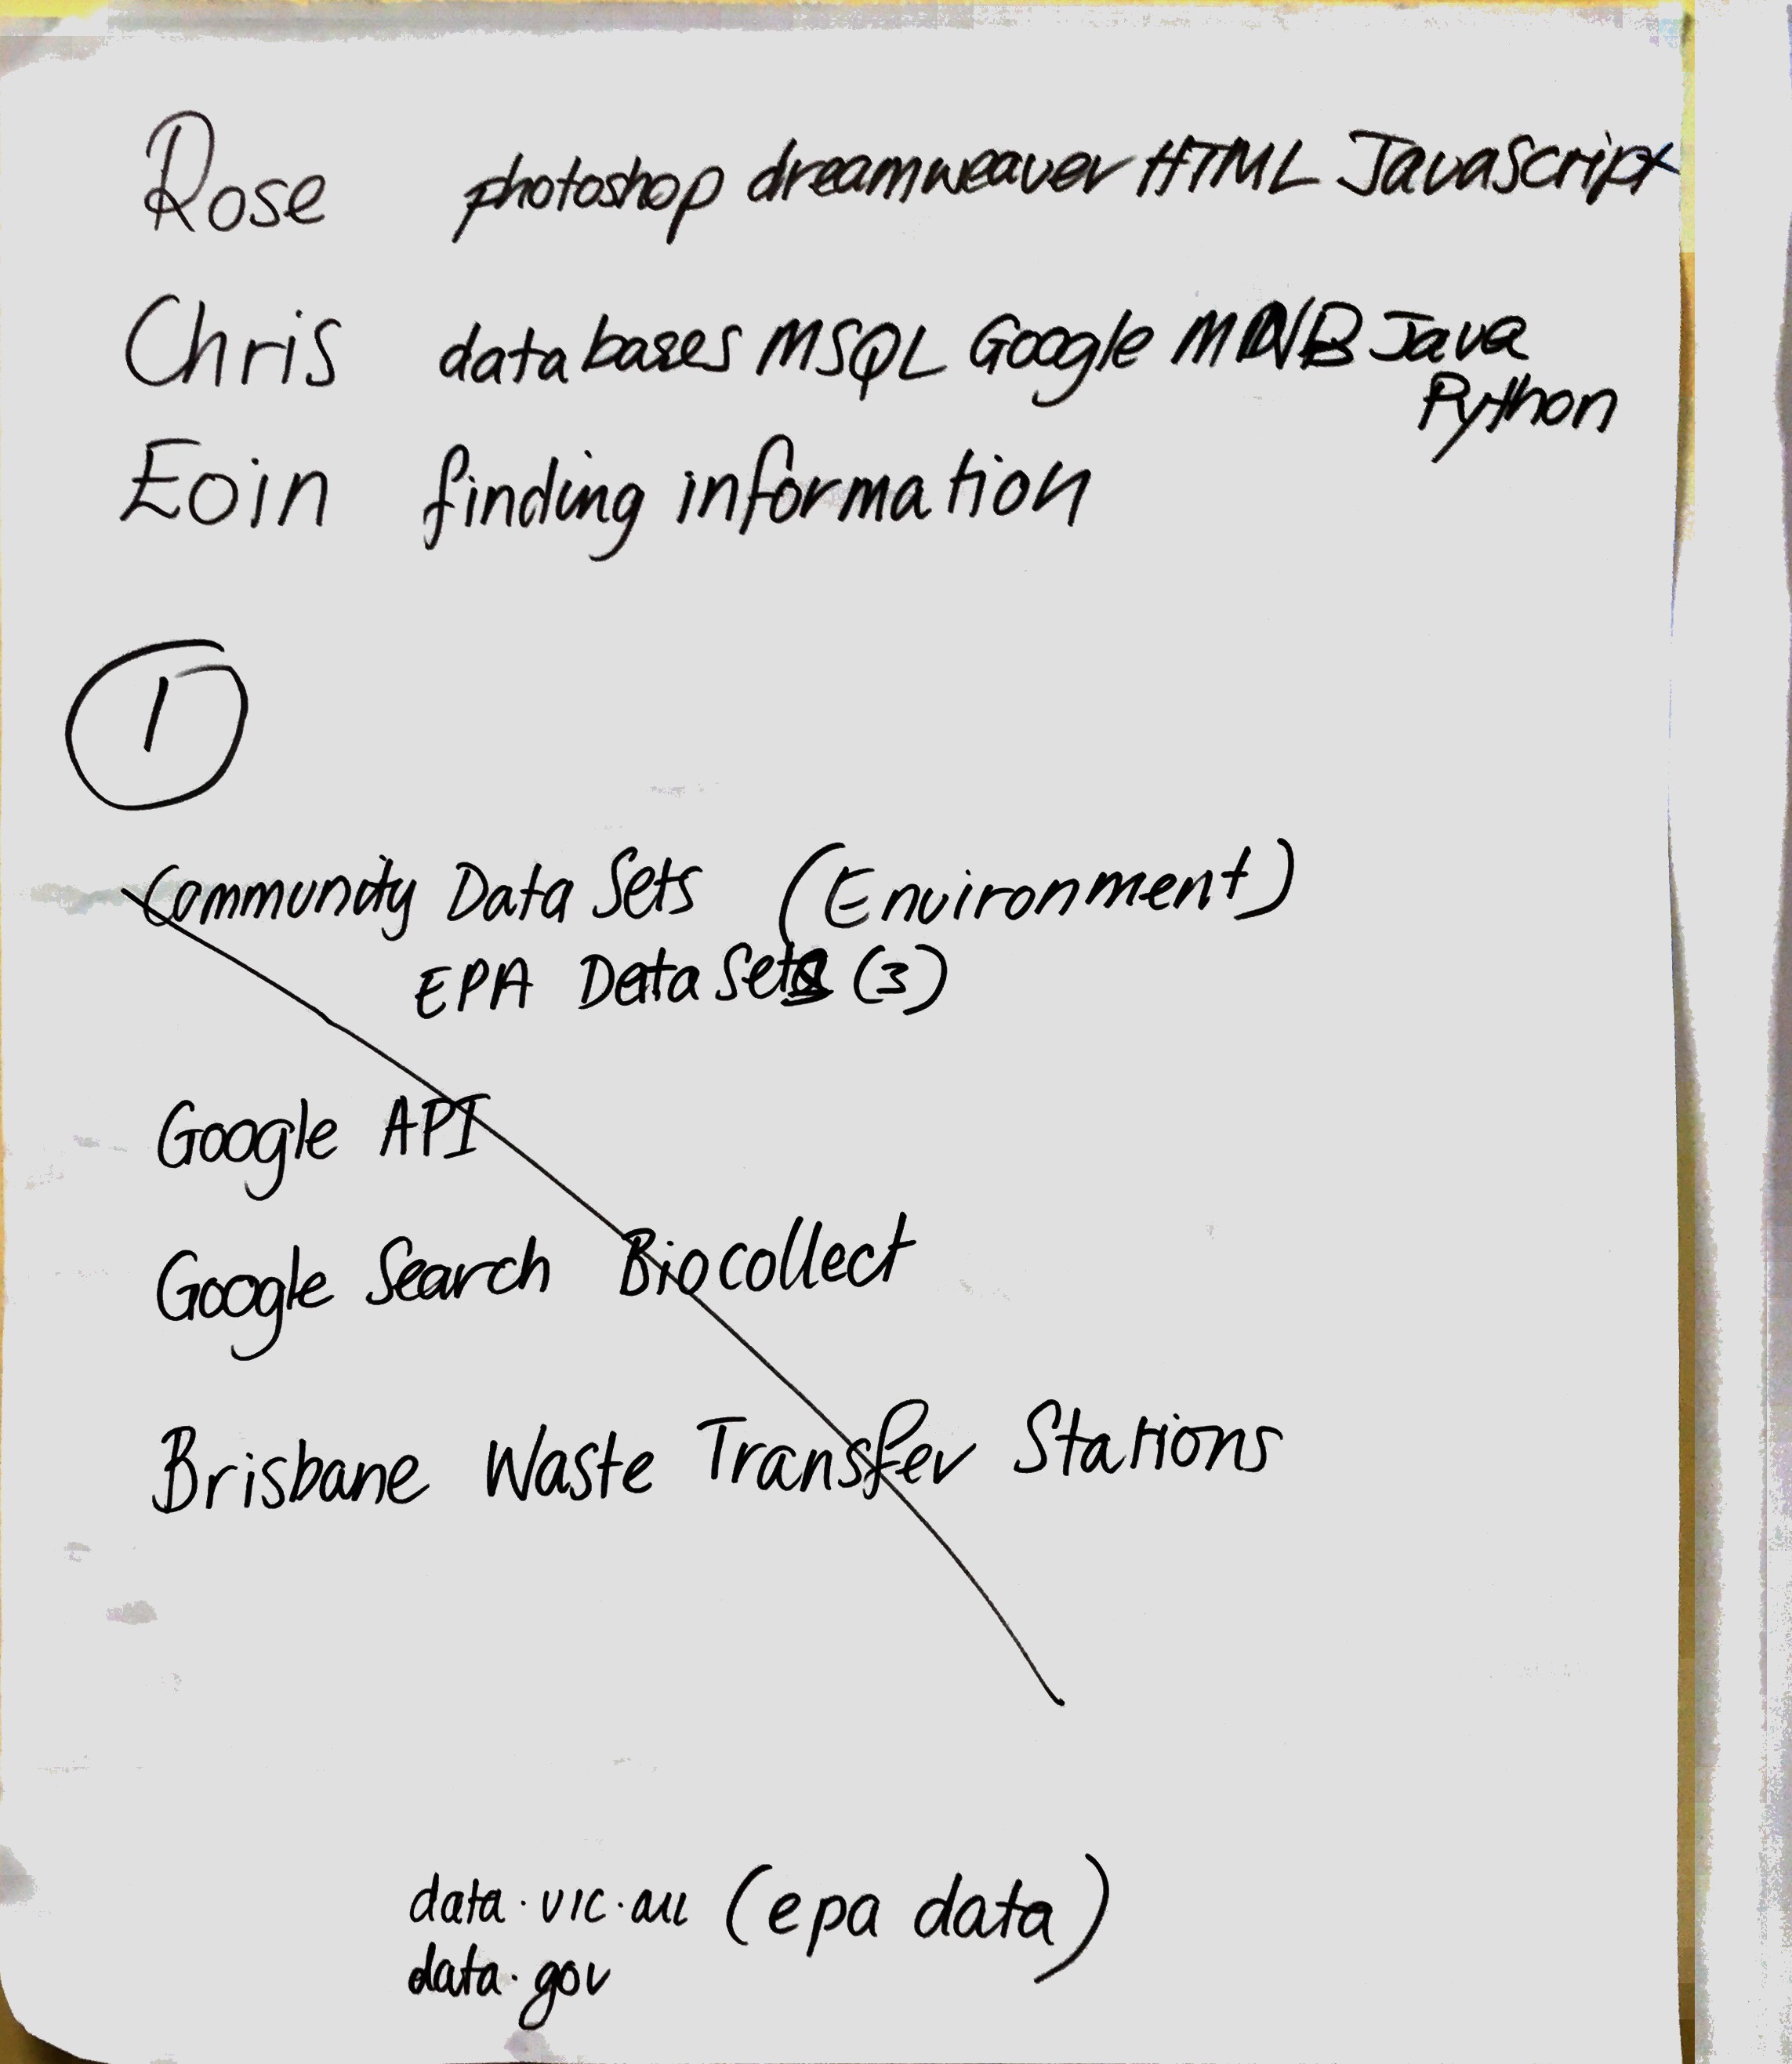 Rose photoshop dreamweaver HTML JavaScript
Chris databases MSQL Google Java
Python
Eoin finding information
1
Community Data Sets (Environment)
EPA Data Sets (3)
Google API
Google Search Biocollect
Brisbane Waste Transfer Stations
data.vic.au (epa data)
data.gov